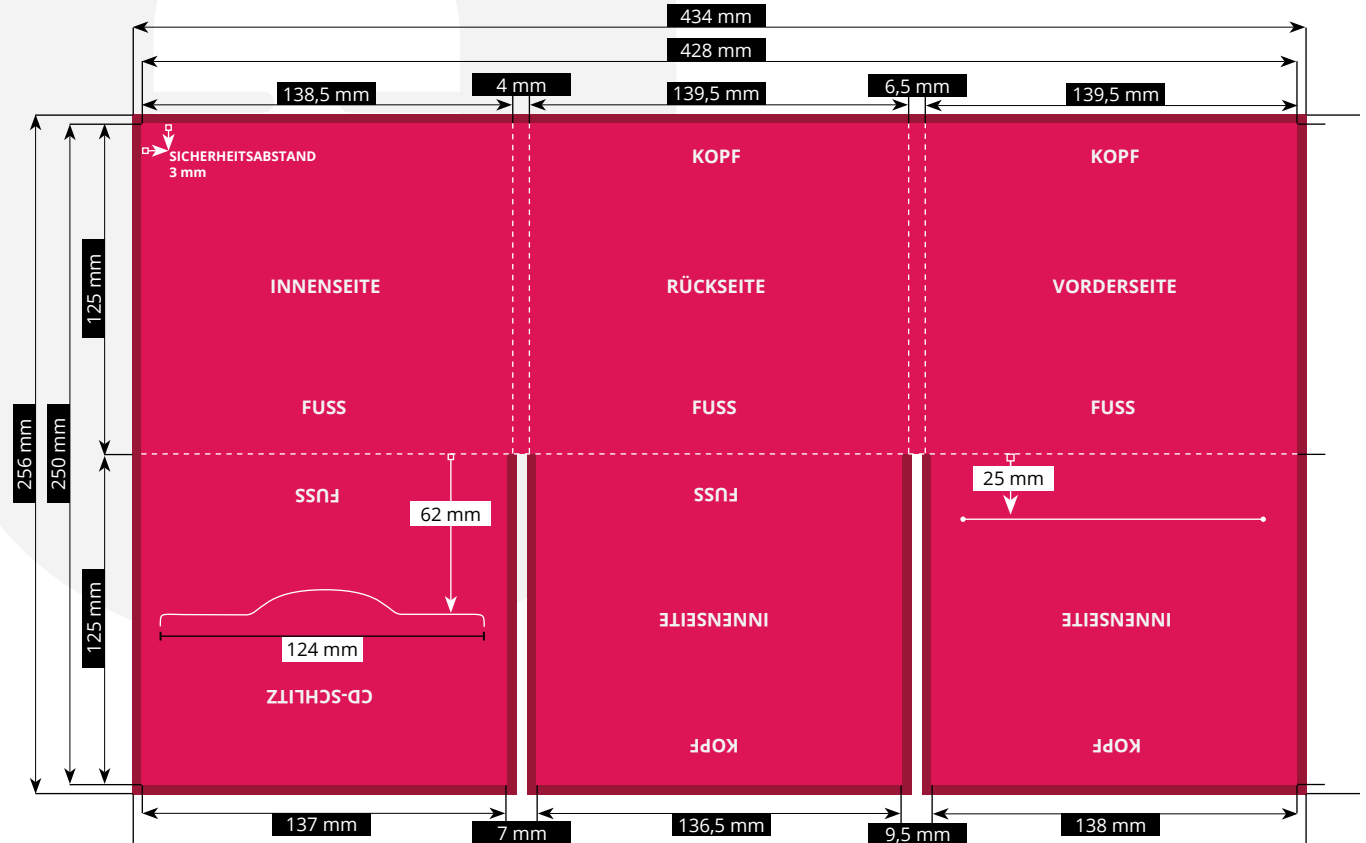 434 mm
428 mm
138,5 mm
4 mm
139,5 mm
6,5 mm
139,5 mm
SICHERHEITSABSTAND
3 mm
KOPF
KOPF
125 mm
INNENSEITE
RÜCKSEITE
VORDERSEITE
FUSS
FUSS
FUSS
256 mm
250 mm
125 mm
FUSS
62 mm
FUSS
25 mm
124 mm
INNENSEITE
INNENSEITE
CD-SCHLITZ
KOPF
KOPF
137 mm
7 mm
136,5 mm
9,5 mm
138 mm